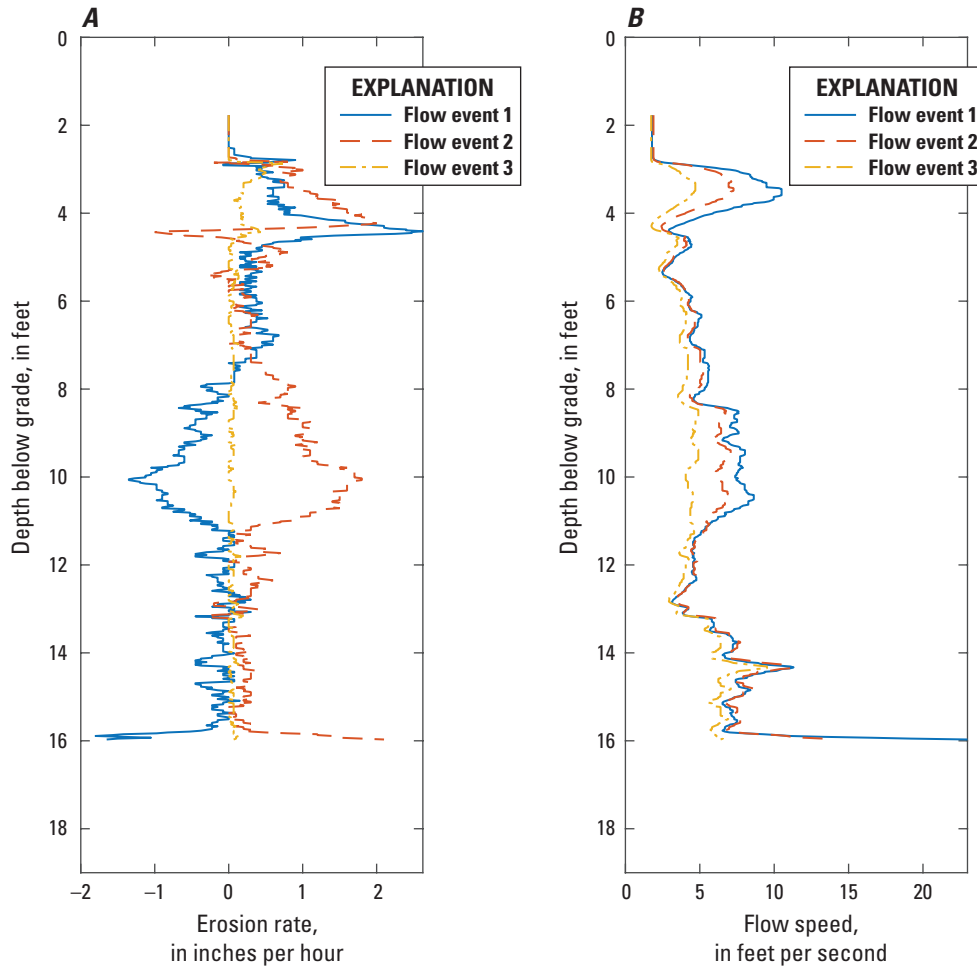 A
0
2
4
6
8
10
12
14
16
18
Depth below grade, in feet
EXPLANATION
Flow event 1
Flow event 2
Flow event 3
−2
−1
0
1
2
Erosion rate,
in inches per hour
B
0
2
4
6
8
10
12
14
16
18
Depth below grade, in feet
EXPLANATION
Flow event 1
Flow event 2
Flow event 3
0
5
10
15
20
Flow speed,
in feet per second